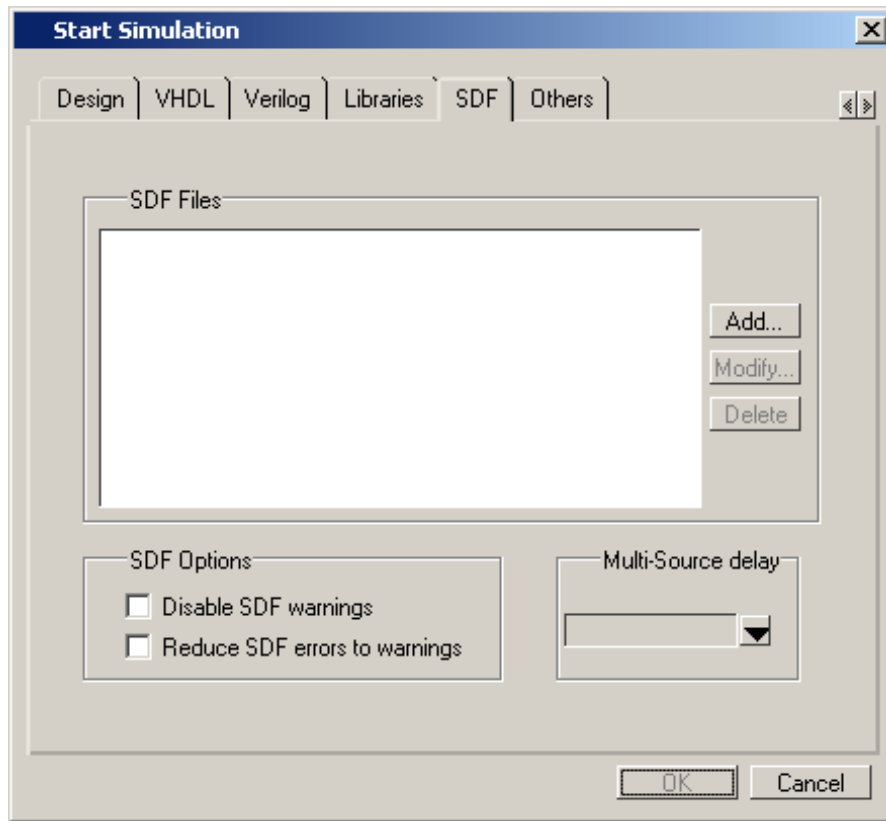 Start Simulation
Design VHDL Verilog Libraries SDF Others
SDF Files
Add...
Modify...
Delete
SDF Options
Disable SDF warnings
Reduce SDF errors to warnings
Multi-Source delay
OK Cancel